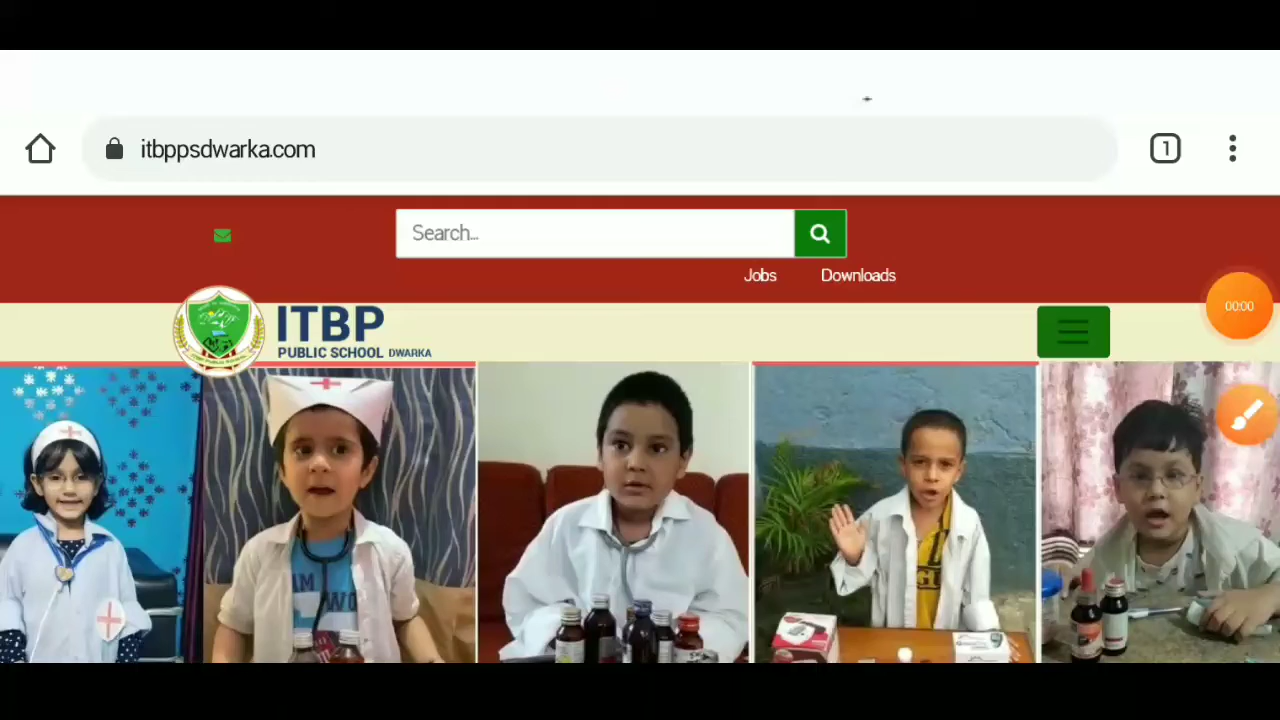 itbppsdwarka.com
1
Search...
Jobs
Downloads
00:00
ITBP
PUBLIC SCHOOL DWARKA